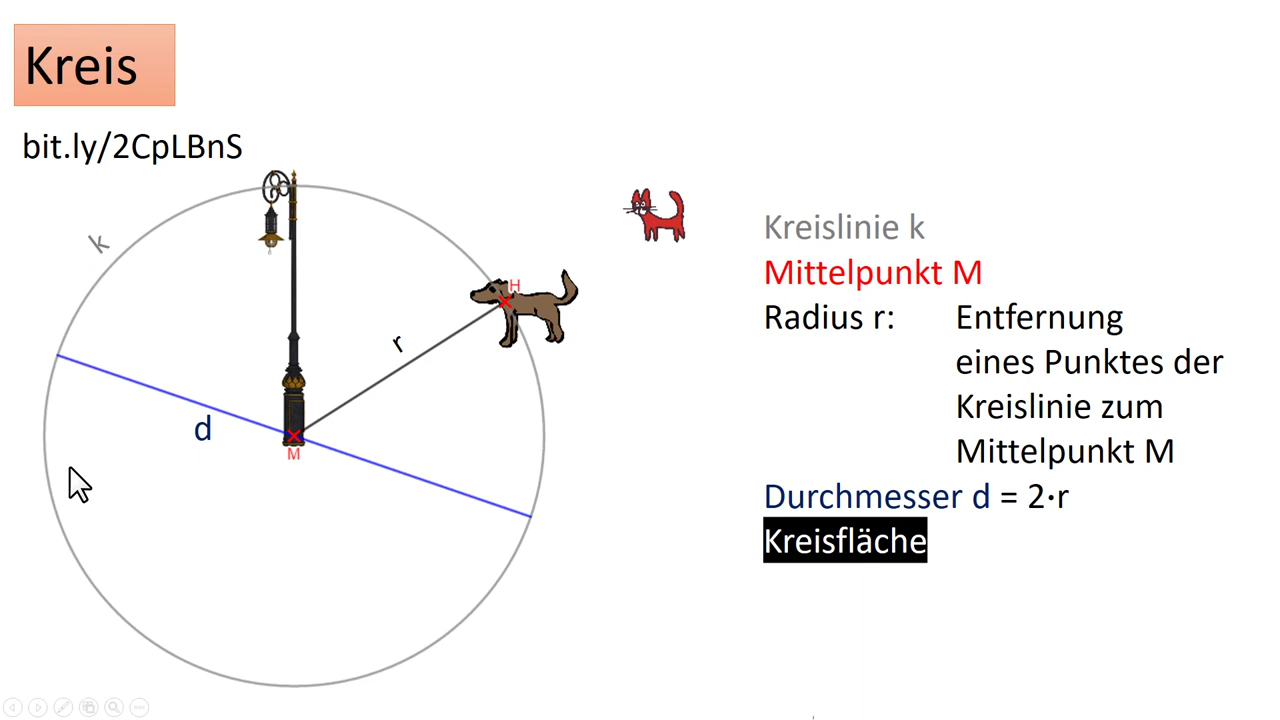 Kreis
bit.ly/2CpLBnS
k
H
r
d
M
Kreislinie k
Mittelpunkt M
Radius r: Entfernung
eines Punktes der
Kreislinie zum
Mittelpunkt M
Durchmesser d = 2·r
Kreisfläche